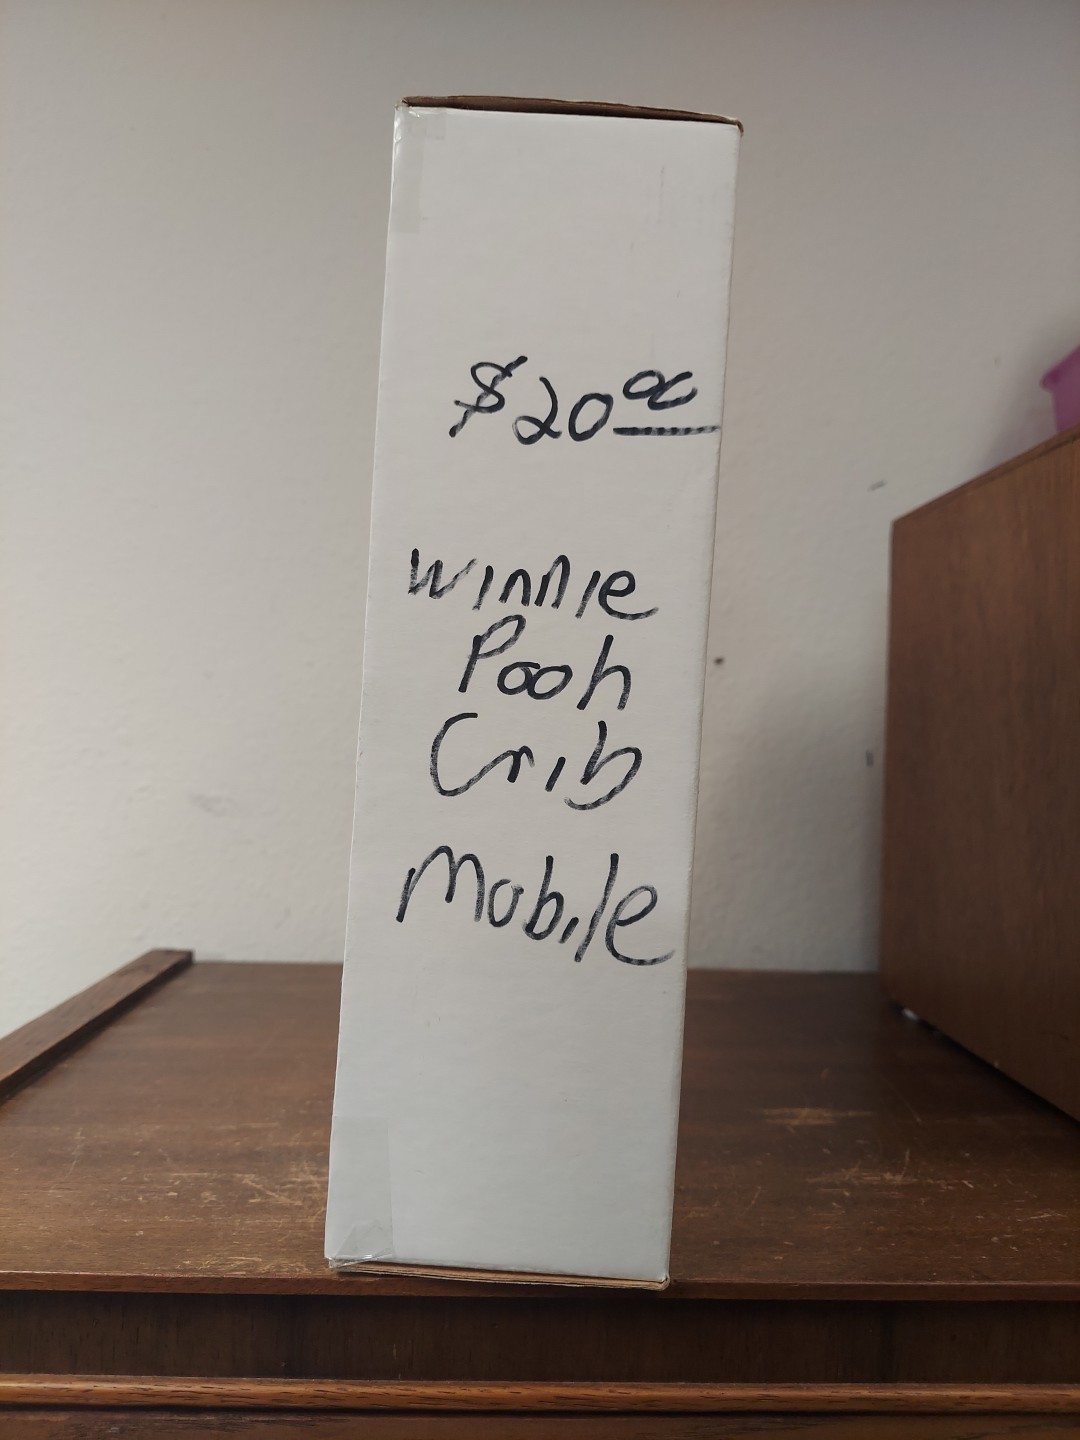 $20 00
Winnie
Pooh
Crib
Mobile